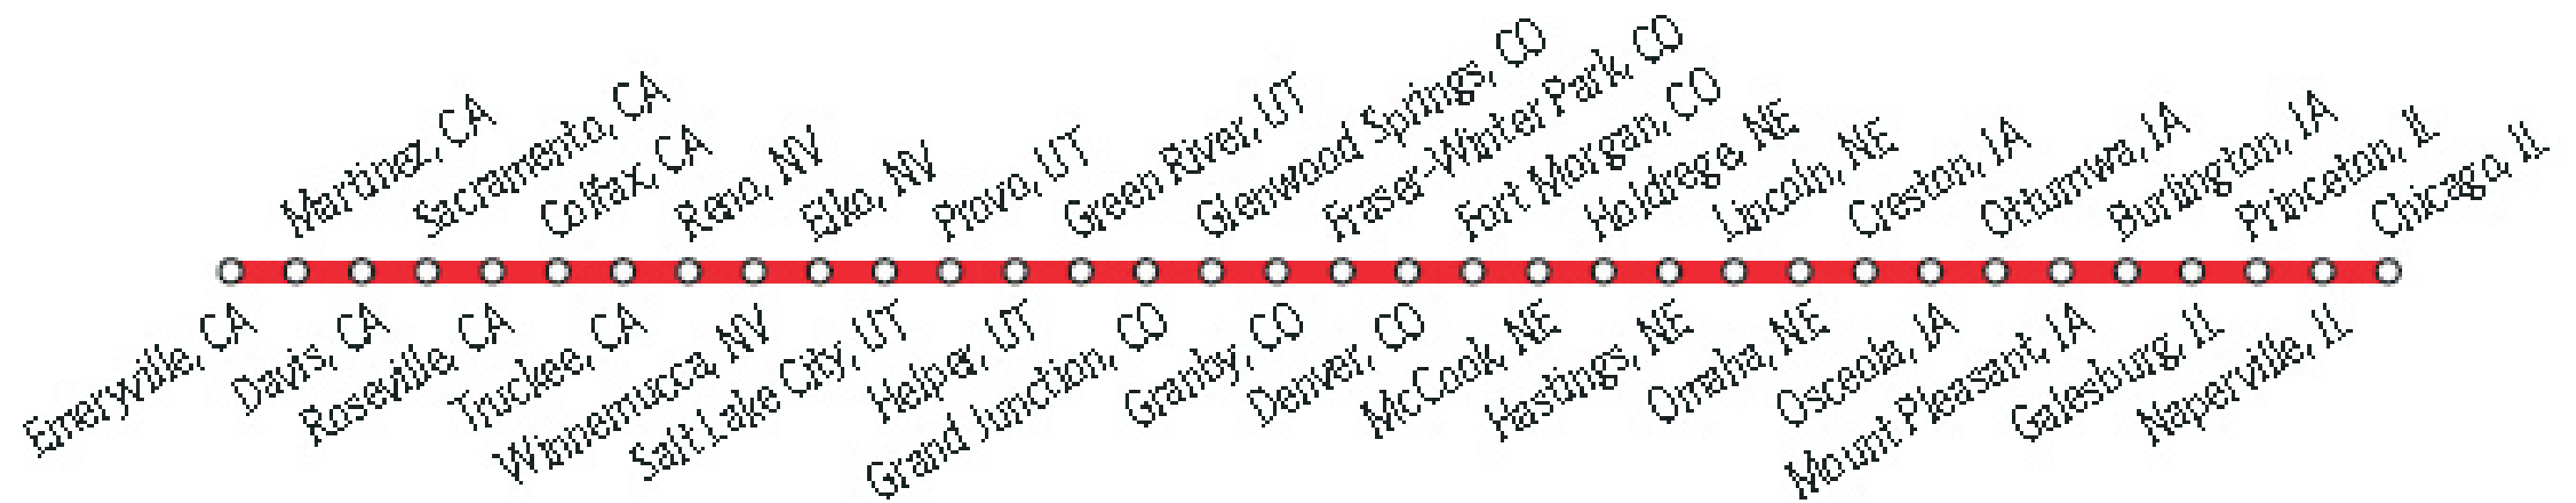 Emeryville, CA
Martinez, CA
Davis, CA
Sacramento, CA
Roseville, CA
Colfax, CA
Truckee, CA
Reno, NV
Winnemucca, NV
Elko, NV
Salt Lake City, UT
Provo, UT
Helper, UT
Green River, UT
Grand Junction, CO
Glenwood Springs, CO
Granby, CO
Fraser-Winter Park, CO
Denver, CO
Fort Morgan, CO
McCook, NE
Holdrege, NE
Hastings, NE
Lincoln, NE
Omaha, NE
Creston, IA
Osceola, IA
Ottumwa, IA
Mount Pleasant, IA
Burlington, IA
Galesburg, IL
Princeton, IL
Naperville, IL
Chicago, IL